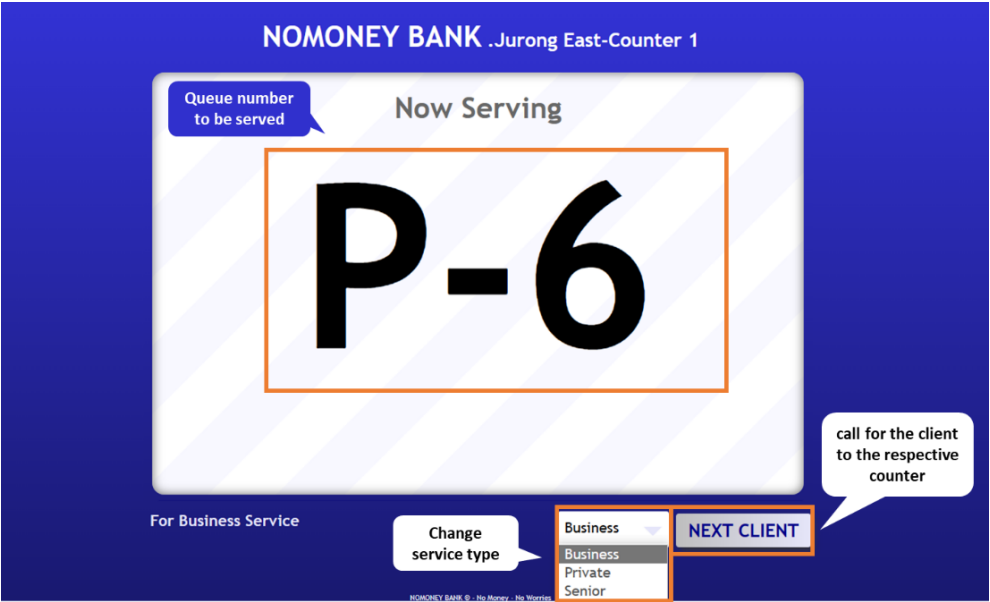 NOMONEY BANK .Jurong East-Counter 1
Queue number
to be served
Now Serving
P-6
call for the client
to the respective
counter
For Business Service
Change
service type
Business
Business
Private
Senior
NEXT CLIENT
NOMONEY BANK © - No Money - No Worries